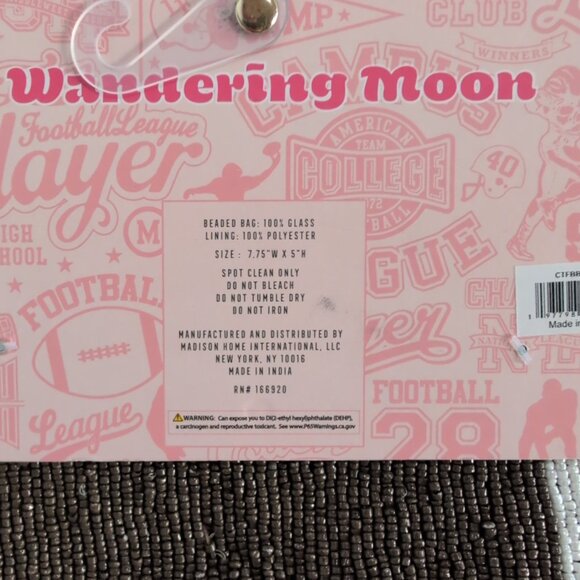 CLUB
WINNERS
CAMPUS
Wandering Moon
Football League
AMERICAN
TEAM
COLLEGE
72
40
HIGH
SCHOOL
M
BEADED BAG: 100% GLASS
LINING: 100% POLYESTER
SIZE : 7.75"W X 5"H
SPOT CLEAN ONLY
DO NOT BLEACH
DO NOT TUMBLE DRY
DO NOT IRON
MANUFACTURED AND DISTRIBUTED BY
MADISON HOME INTERNATIONAL, LLC
NEW YORK, NY 10016
MADE IN INDIA
RN# 166920
WARNING: Can expose you to Di(2-ethyl hexyl)phthalate (DEHP),
a carcinogen and reproductive toxicant. See www.P65Warnings.ca.gov.
Made in
FOOTBALL
League
FOOTBALL
28